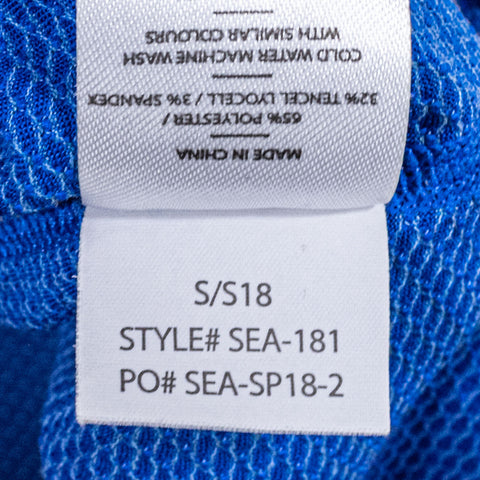 MADE IN CHINA
65% POLYESTER /
32% TENCEL LYOCELL / 3% SPANDEX
COLD WATER MACHINE WASH
WITH SIMILAR COLOURS
S/S18
STYLE# SEA-181
PO# SEA-SP18-2